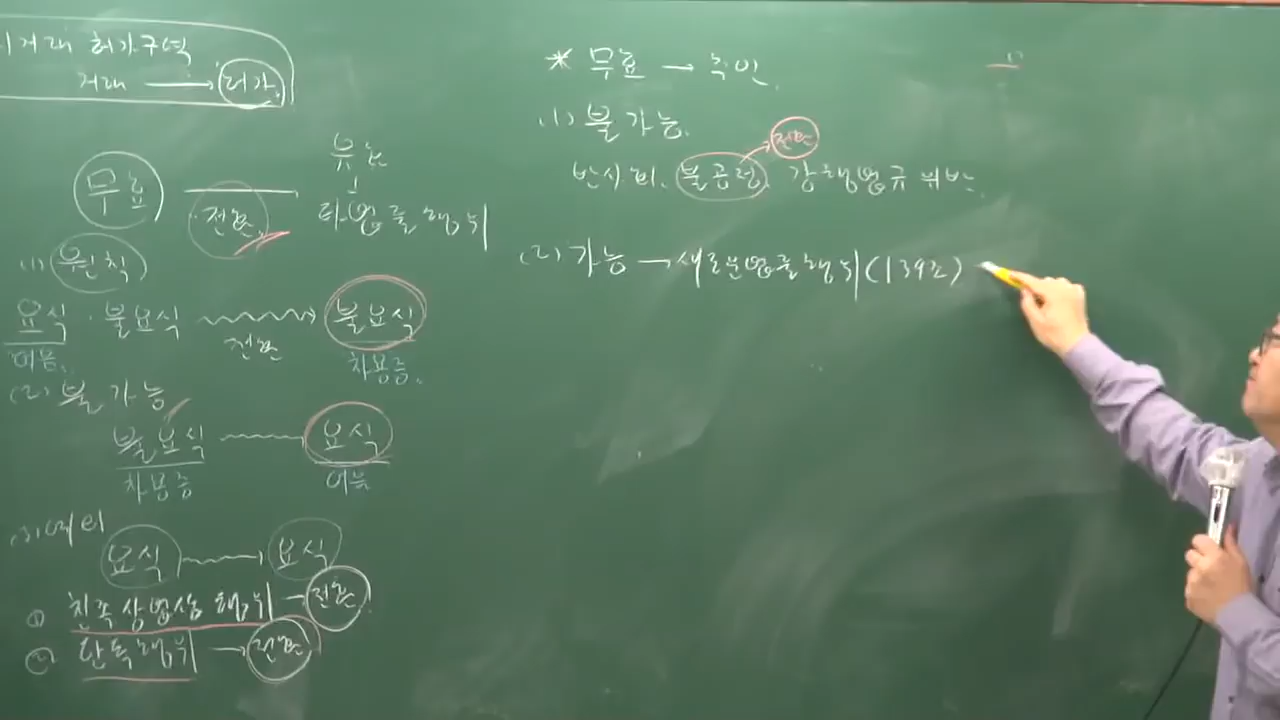 거래 허가구역
거래 → 허가
무효 전환
유효
↓
타법률행위
(1) 원칙
요식 · 불요식 전환 → 불요식
어음. 차용증.
(2) 불가능
불요식 요식
차용증 어음
(3) 예외
요식 요식
① 친족상법상 행위 → 전환
② 단독행위 → 전환
* 무효 → 추인.
(1) 불가능.
반사회. 불공정. 강행법규 위반.
전환
(2) 가능 → 새로운법률행위 (139조)